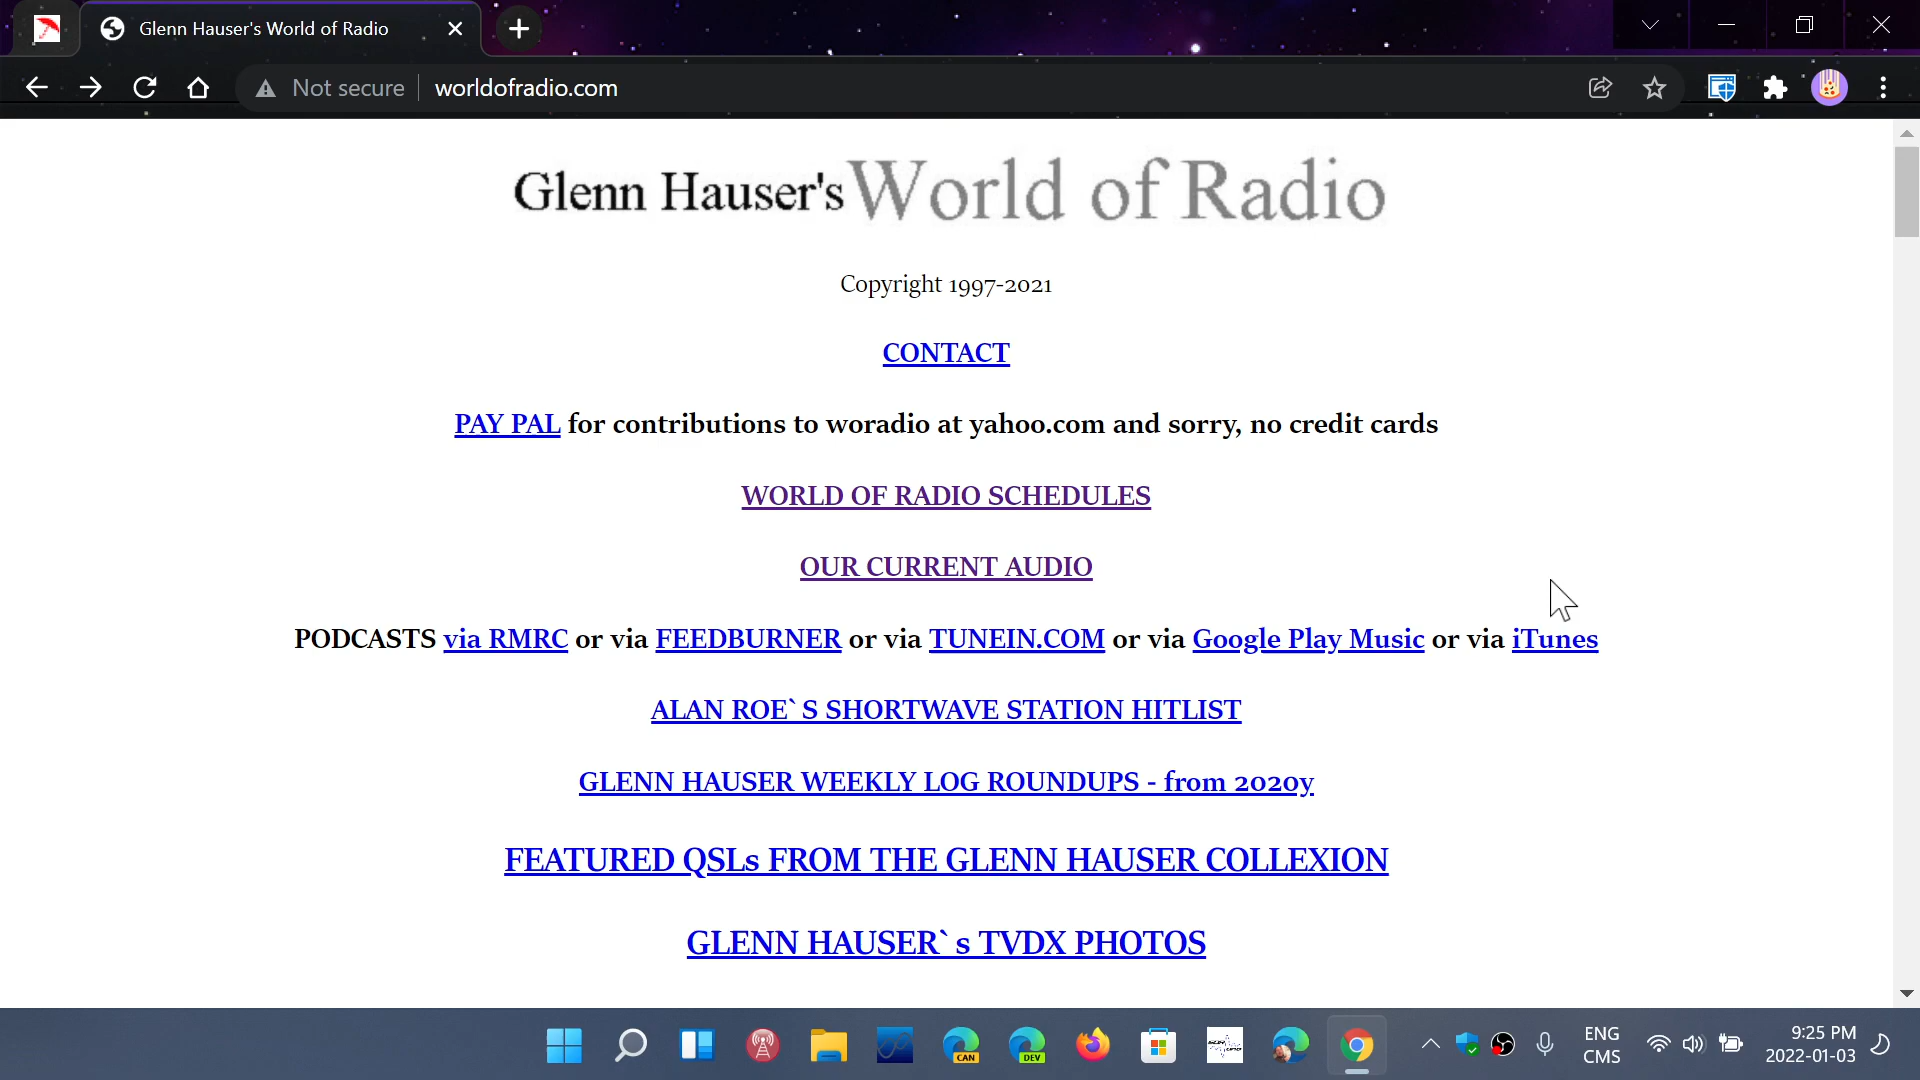 Glenn Hauser's World of Radio
Not secure
worldofradio.com
Glenn Hauser's World of Radio
Copyright 1997-2021
CONTACT
PAY PAL for contributions to woradio at yahoo.com and sorry, no credit cards
WORLD OF RADIO SCHEDULES
OUR CURRENT AUDIO
PODCASTS via RMRC or via FEEDBURNER or via TUNEIN.COM or via Google Play Music or via iTunes
ALAN ROE`S SHORTWAVE STATION HITLIST
GLENN HAUSER WEEKLY LOG ROUNDUPS - from 2020y
FEATURED QSLs FROM THE GLENN HAUSER COLLEXION
GLENN HAUSER`s TVDX PHOTOS
CAN
DEV
ENG
CMS
9:25 PM
2022-01-03